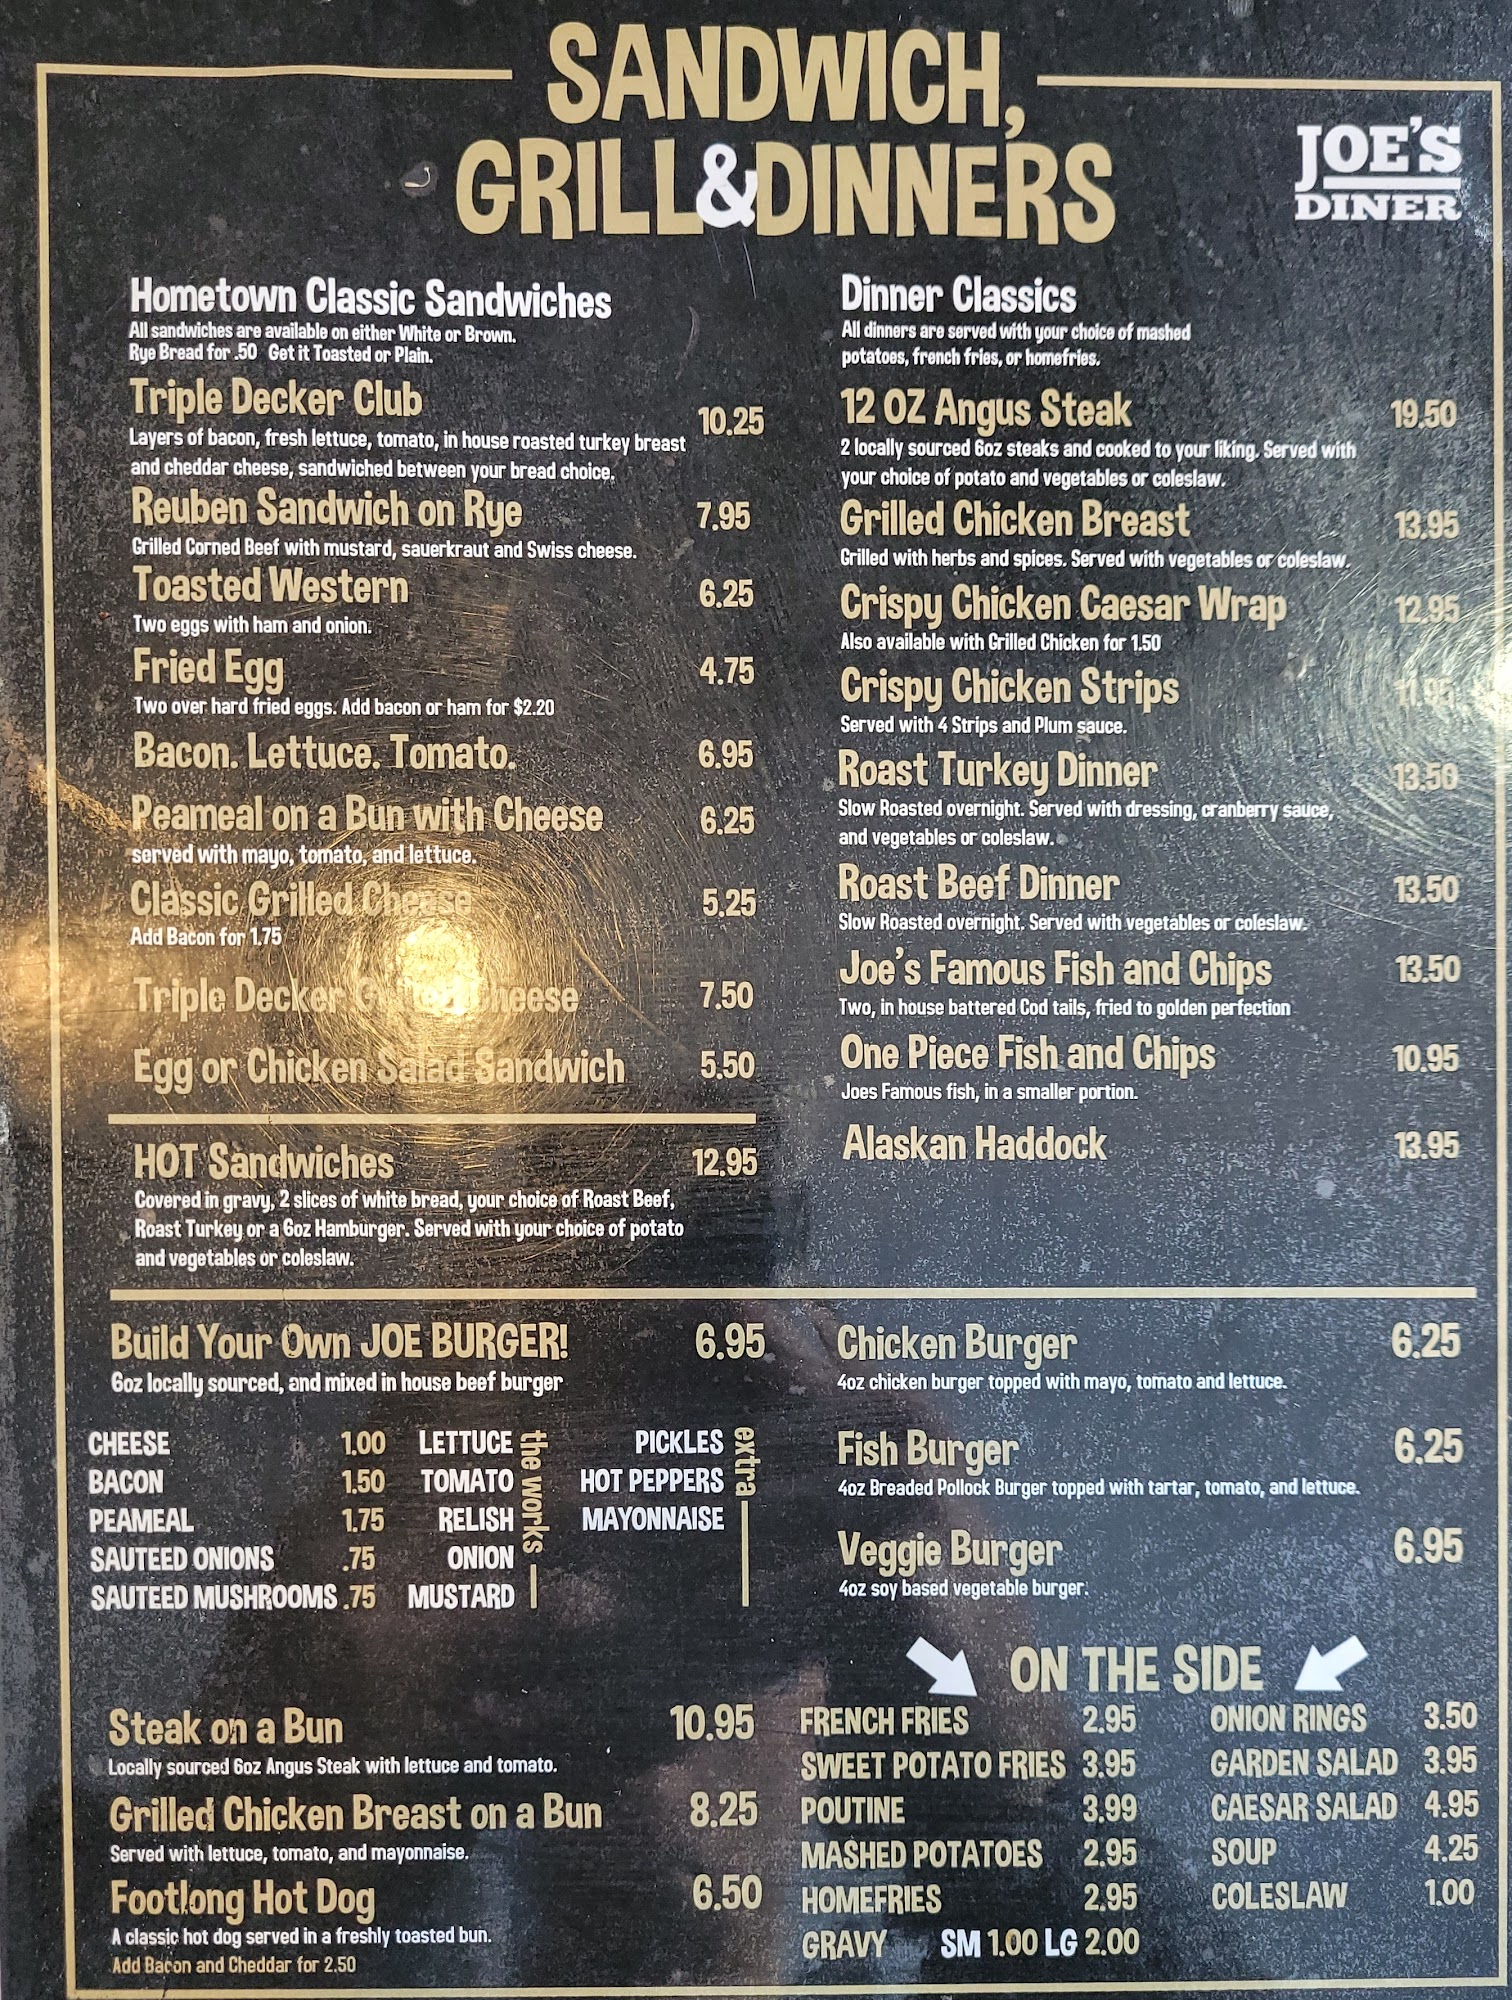 SANDWICH,
GRILL&DINNERS
JOE'S
DINER
Hometown Classic Sandwiches
All sandwiches are available on either White or Brown.
Rye Bread for .50 Get it Toasted or Plain.
Triple Decker Club 10.25
Layers of bacon, fresh lettuce, tomato, in house roasted turkey breast
and cheddar cheese, sandwiched between your bread choice.
Reuben Sandwich on Rye 7.95
Grilled Corned Beef with mustard, sauerkraut and Swiss cheese.
Toasted Western 6.25
Two eggs with ham and onion.
Fried Egg 4.75
Two over hard fried eggs. Add bacon or ham for $2.20
Bacon. Lettuce. Tomato. 6.95
Peameal on a Bun with Cheese 6.25
served with mayo, tomato, and lettuce.
Classic Grilled Cheese 5.25
Add Bacon for 1.75
Triple Decker Grilled Cheese 7.50
Egg or Chicken Salad Sandwich 5.50
HOT Sandwiches 12.95
Covered in gravy, 2 slices of white bread, your choice of Roast Beef,
Roast Turkey or a 6oz Hamburger. Served with your choice of potato
and vegetables or coleslaw.
Dinner Classics
All dinners are served with your choice of mashed
potatoes, french fries, or homefries.
12 OZ Angus Steak 19.50
2 locally sourced 6oz steaks and cooked to your liking. Served with
your choice of potato and vegetables or coleslaw.
Grilled Chicken Breast 13.95
Grilled with herbs and spices. Served with vegetables or coleslaw.
Crispy Chicken Caesar Wrap 12.95
Also available with Grilled Chicken for 1.50
Crispy Chicken Strips 11.95
Served with 4 Strips and Plum sauce.
Roast Turkey Dinner 13.50
Slow Roasted overnight. Served with dressing, cranberry sauce,
and vegetables or coleslaw.
Roast Beef Dinner 13.50
Slow Roasted overnight. Served with vegetables or coleslaw.
Joe's Famous Fish and Chips 13.50
Two, in house battered Cod tails, fried to golden perfection
One Piece Fish and Chips 10.95
Joes Famous fish, in a smaller portion.
Alaskan Haddock 13.95
Build Your Own JOE BURGER! 6.95
6oz locally sourced, and mixed in house beef burger
CHEESE 1.00
BACON 1.50
PEAMEAL 1.75
SAUTEED ONIONS .75
SAUTEED MUSHROOMS .75
LETTUCE
TOMATO
RELISH
ONION
MUSTARD
the works
PICKLES
HOT PEPPERS
MAYONNAISE
extra
Chicken Burger 6.25
4oz chicken burger topped with mayo, tomato and lettuce.
Fish Burger 6.25
4oz Breaded Pollock Burger topped with tartar, tomato, and lettuce.
Veggie Burger 6.95
4oz soy based vegetable burger.
Steak on a Bun 10.95
Locally sourced 6oz Angus Steak with lettuce and tomato.
Grilled Chicken Breast on a Bun 8.25
Served with lettuce, tomato, and mayonnaise.
Footlong Hot Dog 6.50
A classic hot dog served in a freshly toasted bun.
Add Bacon and Cheddar for 2.50
ON THE SIDE
FRENCH FRIES 2.95
SWEET POTATO FRIES 3.95
POUTINE 3.99
MASHED POTATOES 2.95
HOMEFRIES 2.95
GRAVY SM 1.00 LG 2.00
ONION RINGS 3.50
GARDEN SALAD 3.95
CAESAR SALAD 4.95
SOUP 4.25
COLESLAW 1.00